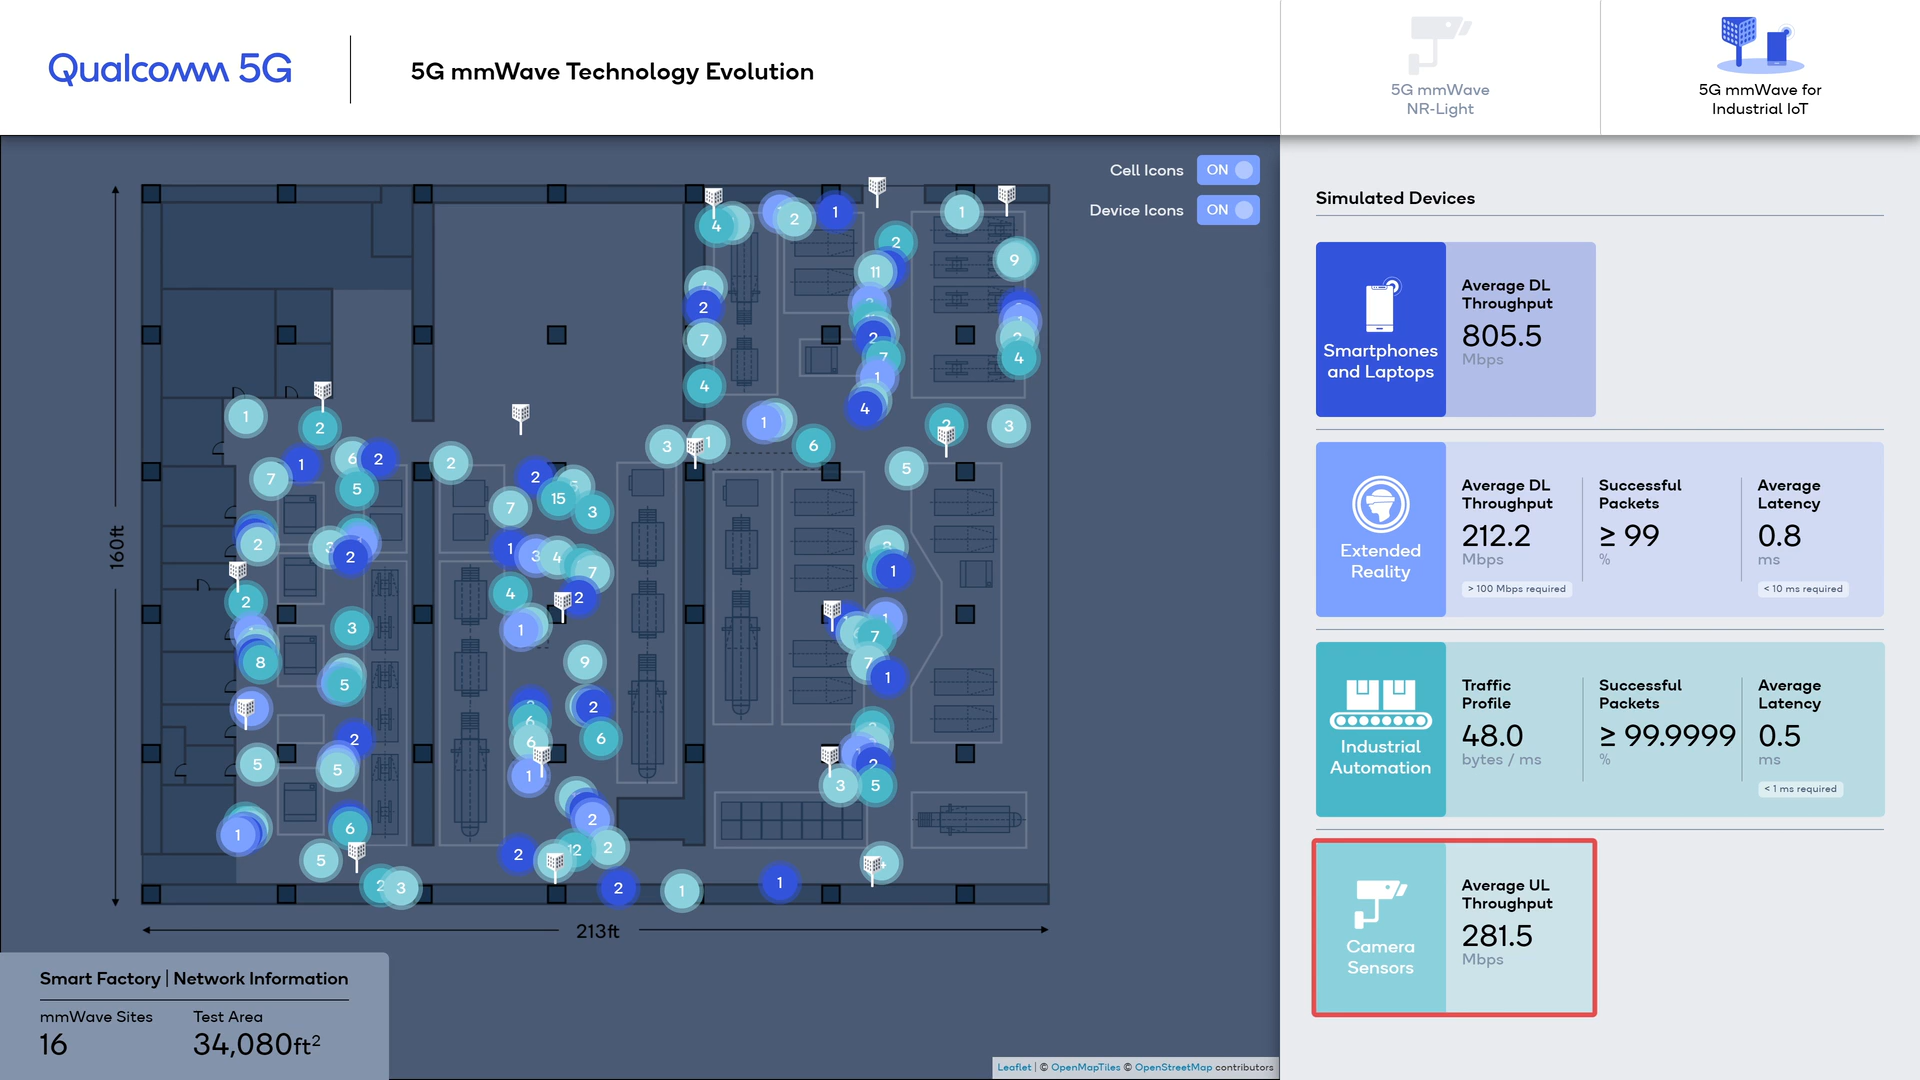 Qualcomm 5G
5G mmWave Technology Evolution
5G mmWave
NR-Light
5G mmWave for
Industrial IoT
Cell Icons ON
Device Icons ON
160ft
213ft
Smart Factory | Network Information
mmWave Sites
16
Test Area
34,080ft²
Leaflet | © OpenMapTiles © OpenStreetMap contributors
Simulated Devices
Smartphones
and Laptops
Average DL
Throughput
805.5
Mbps
Extended
Reality
Average DL
Throughput
212.2
Mbps
> 100 Mbps required
Successful
Packets
≥ 99
%
Average
Latency
0.8
ms
< 10 ms required
Industrial
Automation
Traffic
Profile
48.0
bytes / ms
Successful
Packets
≥ 99.9999
%
Average
Latency
0.5
ms
< 1 ms required
Camera
Sensors
Average UL
Throughput
281.5
Mbps